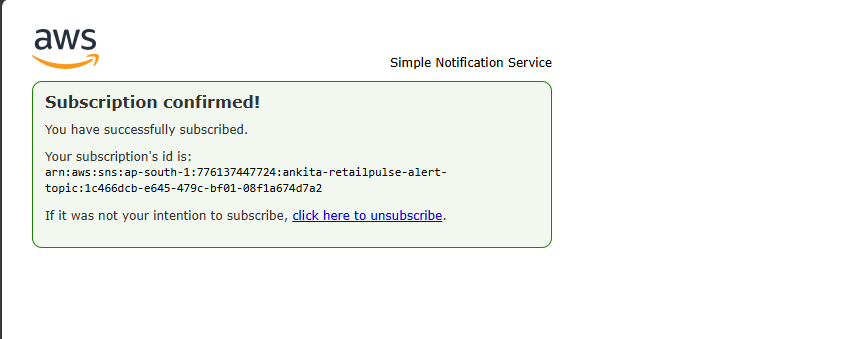 aws
Simple Notification Service
Subscription confirmed!
You have successfully subscribed.
Your subscription's id is:
arn:aws:sns:ap-south-1:776137447724:ankita-retailpulse-alert-
topic:1c466dcb-e645-479c-bf01-08f1a674d7a2
If it was not your intention to subscribe, click here to unsubscribe.